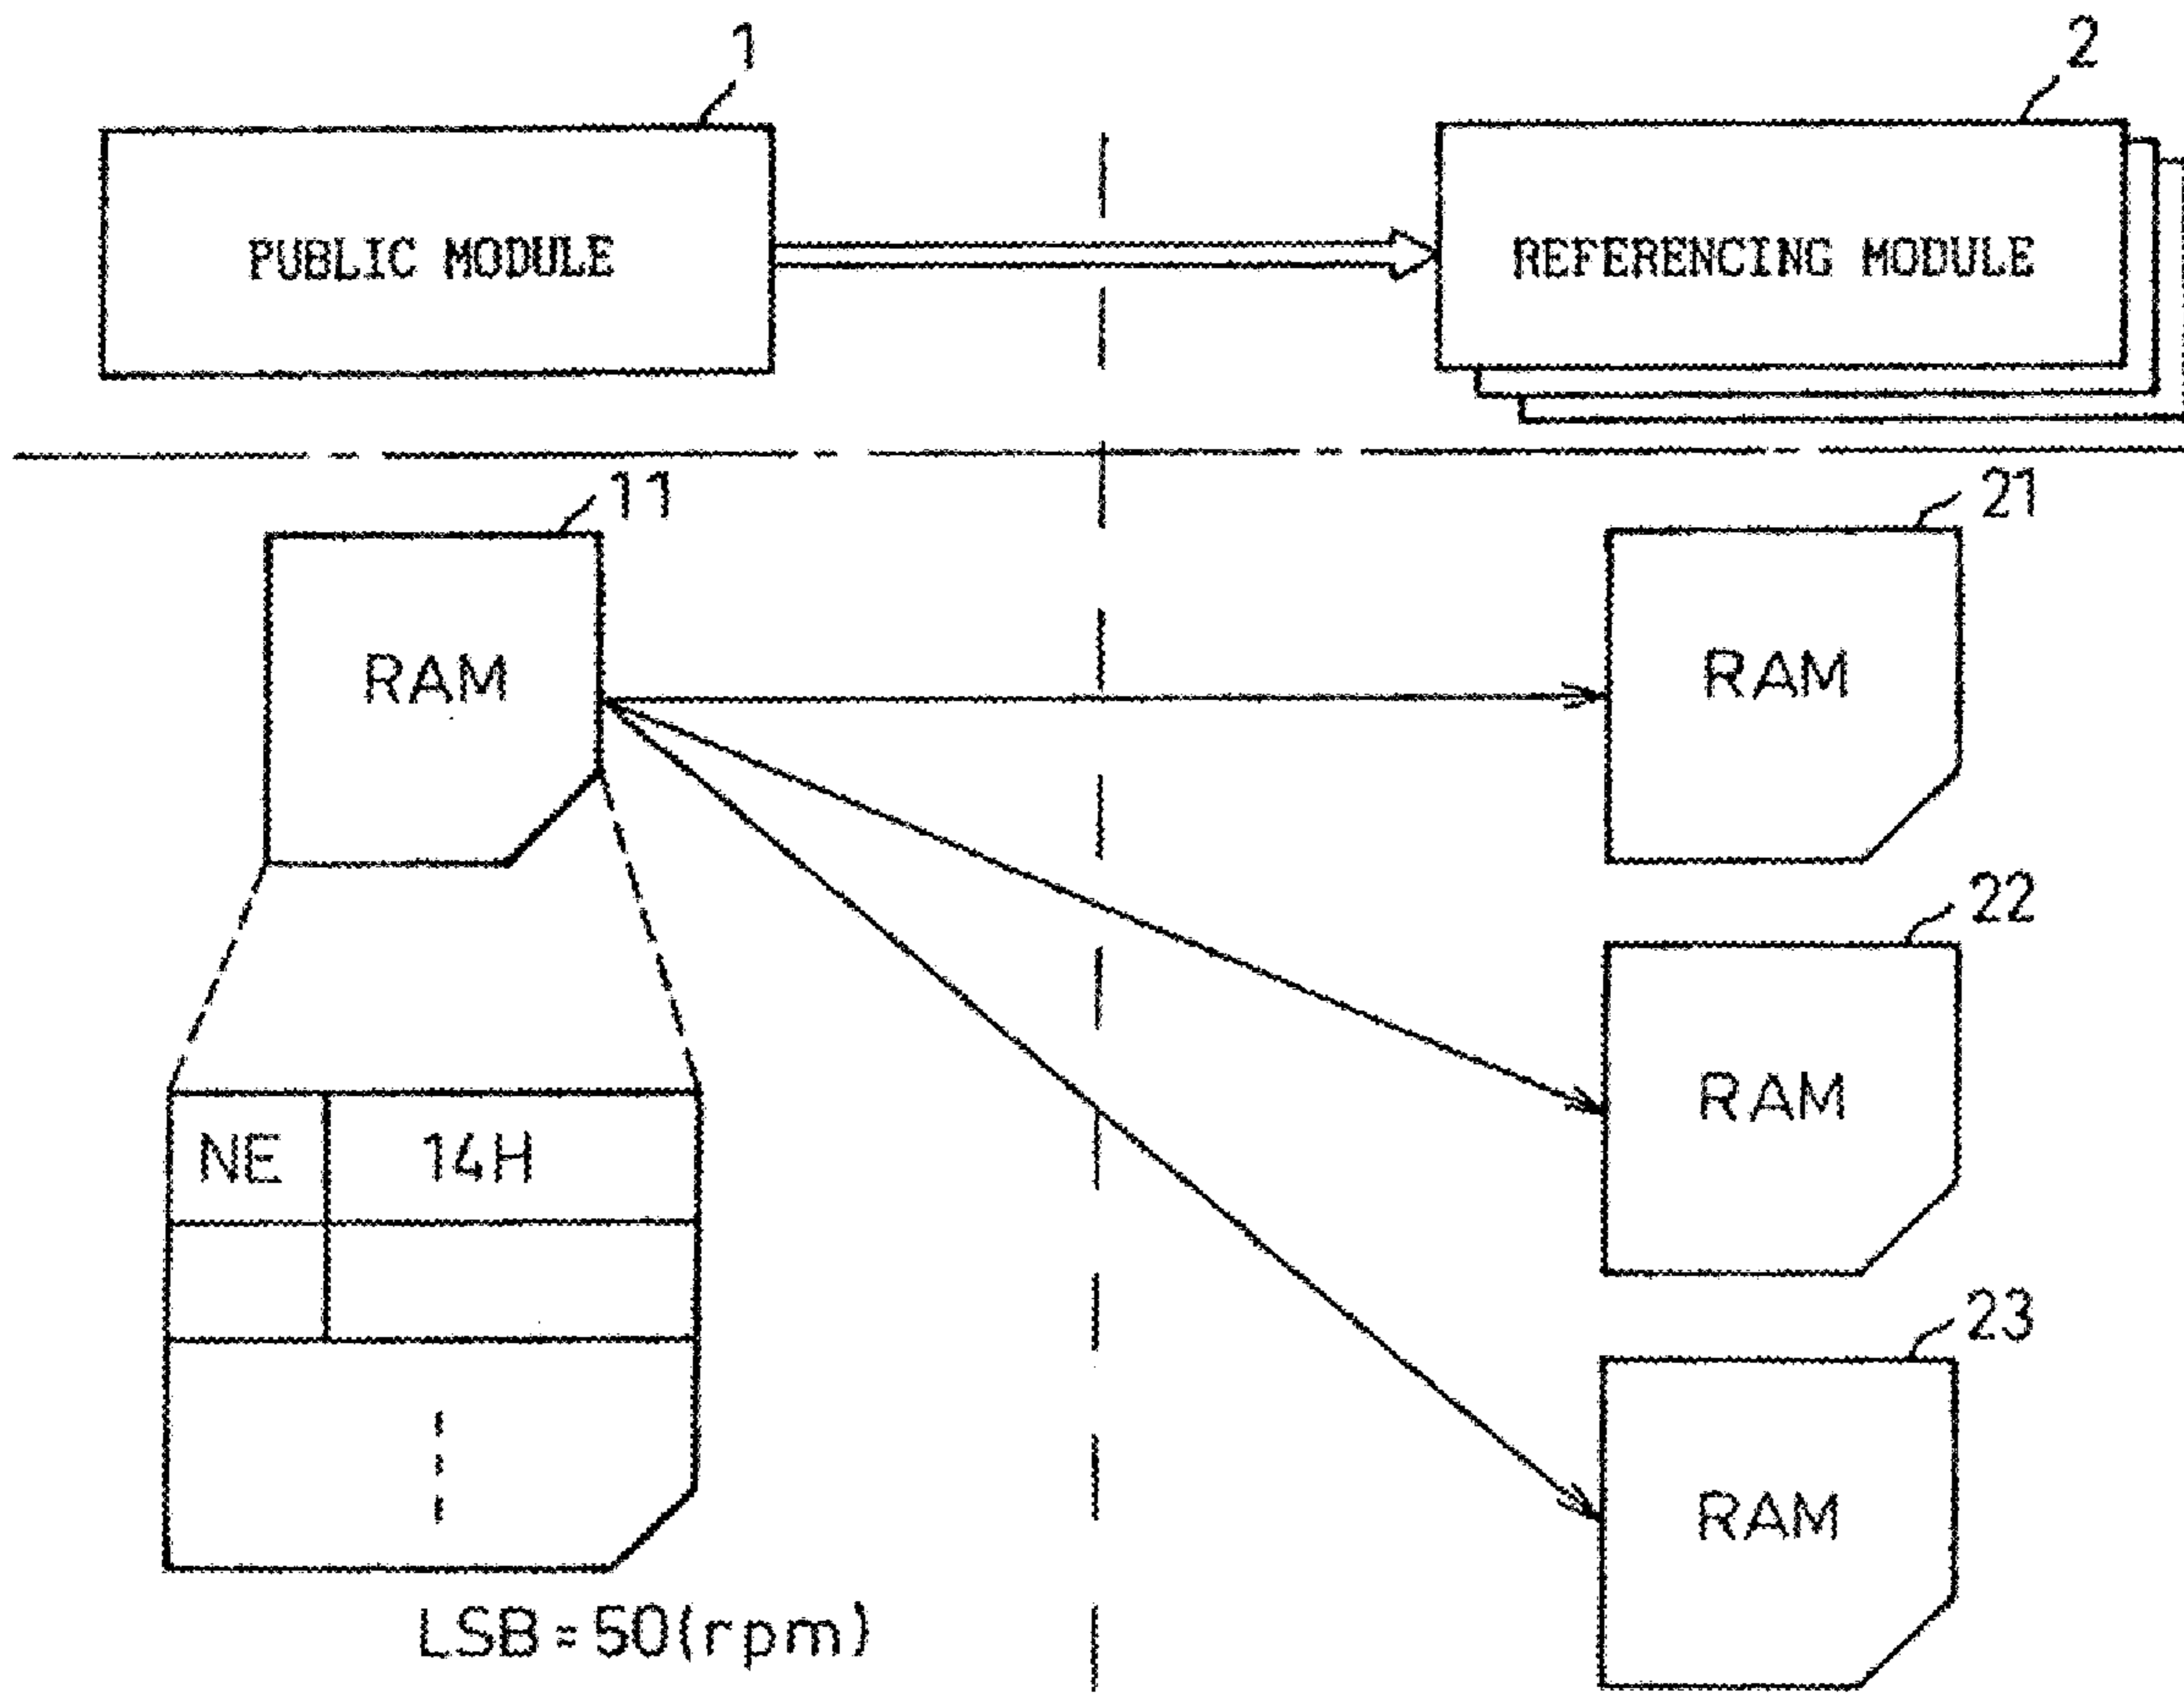 1
2
PUBLIC MODULE
REFERENCING MODULE
11
21
RAM
RAM
22
RAM
NE
14H
23
RAM
LSB = 50(rpm)